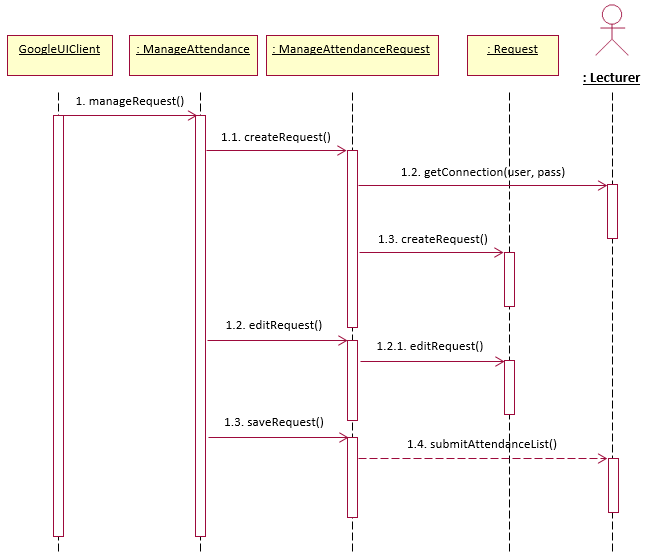 GoogleUIClient
: ManageAttendance
: ManageAttendanceRequest
: Request
: Lecturer
1. manageRequest()
1.1. createRequest()
1.2. getConnection(user, pass)
1.3. createRequest()
1.2. editRequest()
1.2.1. editRequest()
1.3. saveRequest()
1.4. submitAttendanceList()